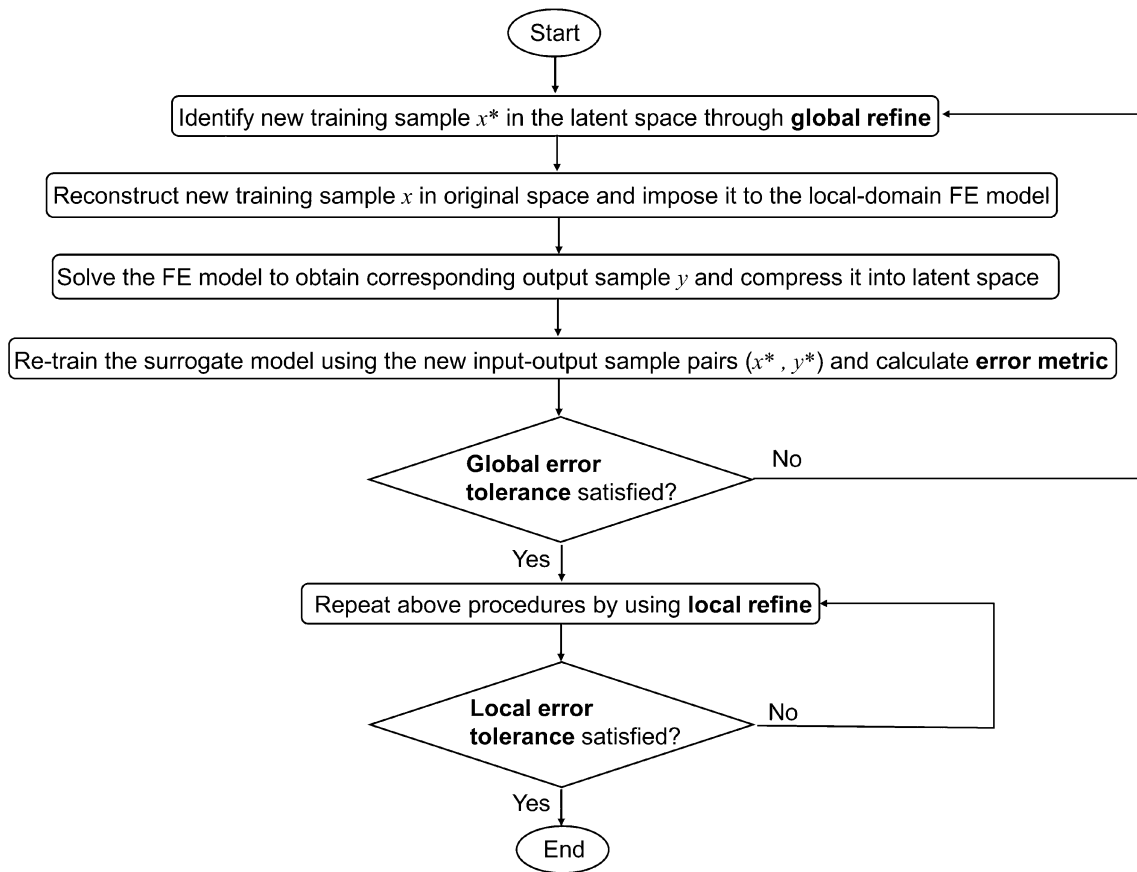 Start
Identify new training sample x* in the latent space through global refine
Reconstruct new training sample x in original space and impose it to the local-domain FE model
Solve the FE model to obtain corresponding output sample y and compress it into latent space
Re-train the surrogate model using the new input-output sample pairs (x* , y*) and calculate error metric
Global error
tolerance satisfied?
No
Yes
Repeat above procedures by using local refine
Local error
tolerance satisfied?
No
Yes
End